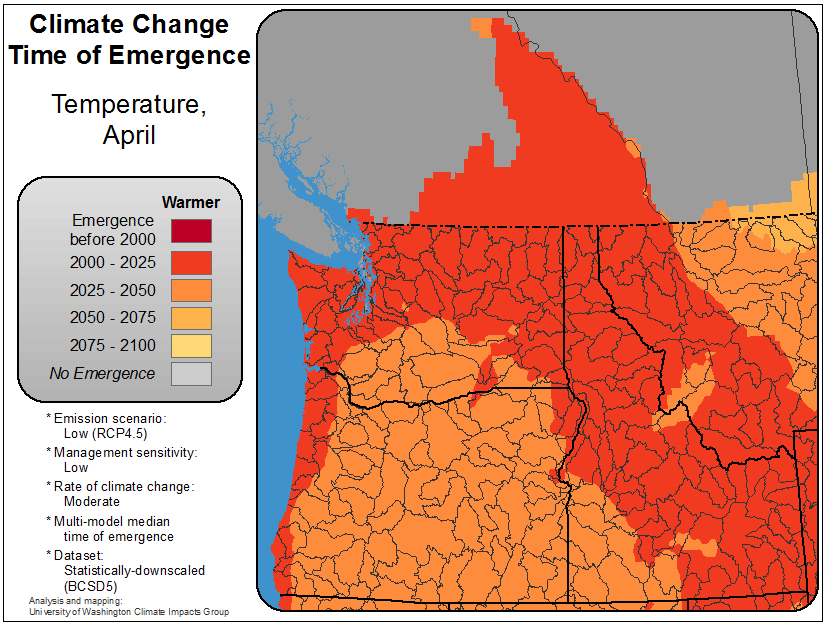 Climate Change
Time of Emergence
Temperature,
April
Warmer
Emergence
before 2000
2000 - 2025
2025 - 2050
2050 - 2075
2075 - 2100
No Emergence
* Emission scenario:
Low (RCP4.5)
* Management sensitivity:
Low
* Rate of climate change:
Moderate
* Multi-model median
time of emergence
* Dataset:
Statistically-downscaled
(BCSD5)
Analysis and mapping:
University of Washington Climate Impacts Group